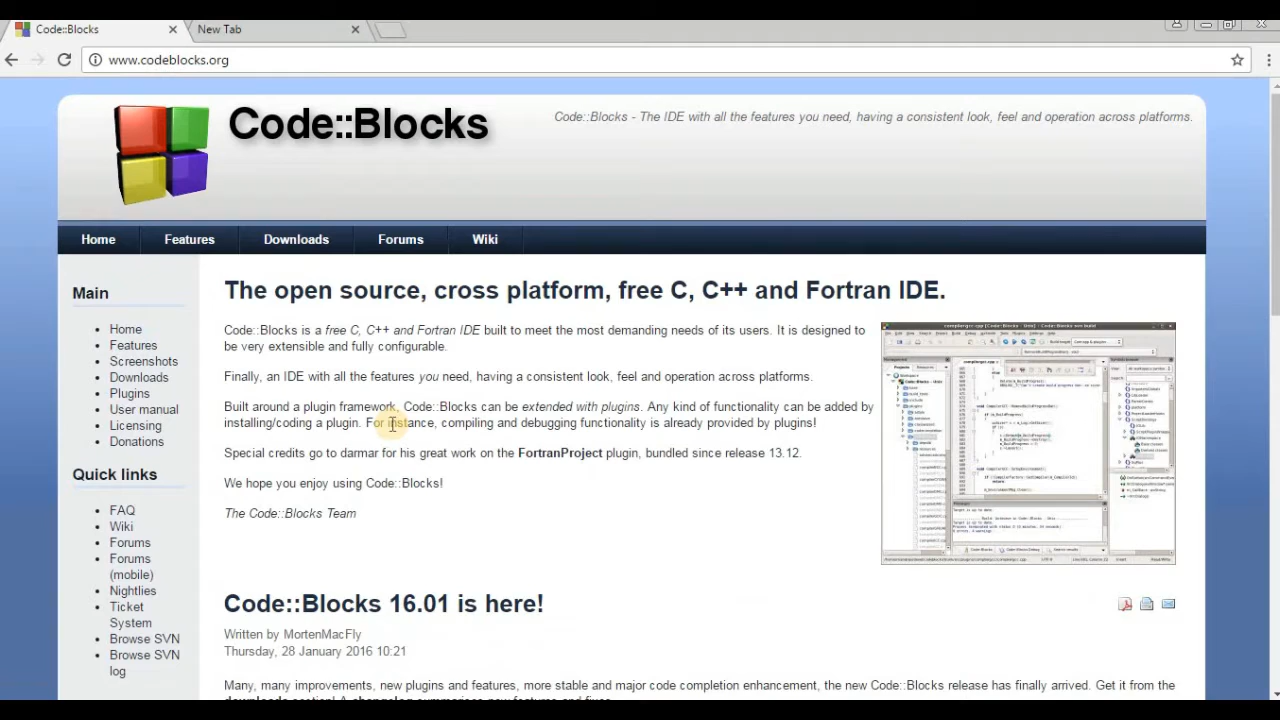 Code::Blocks
New Tab
www.codeblocks.org
Code::Blocks
Code::Blocks - The IDE with all the features you need, having a consistent look, feel and operation across platforms.
Home Features Downloads Forums Wiki
Main
Home
Features
Screenshots
Downloads
Plugins
User manual
Licensing
Donations
Quick links
FAQ
Wiki
Forums
Forums
(mobile)
Nightlies
Ticket
System
Browse SVN
Browse SVN
log
The open source, cross platform, free C, C++ and Fortran IDE.
Code::Blocks is a free C, C++ and Fortran IDE built to meet the most demanding needs of its users. It is designed to
be very extensible and fully configurable.
Finally, an IDE with all the features you need, having a consistent look, feel and operation across platforms.
Built around a plugin framework, Code::Blocks can be extended with plugins. Any kind of functionality can be added by
installing/coding a plugin. For instance, compiling and debugging functionality is already provided by plugins!
Special credits go to darmar for his great work on the FortranProject plugin, bundled since release 13.12.
We hope you enjoy using Code::Blocks!
The Code::Blocks Team
Code::Blocks 16.01 is here!
Written by MortenMacFly
Thursday, 28 January 2016 10:21
Many, many improvements, new plugins and features, more stable and major code completion enhancement, the new Code::Blocks release has finally arrived. Get it from the
downloads section! A changelog summarises new features and fixes.